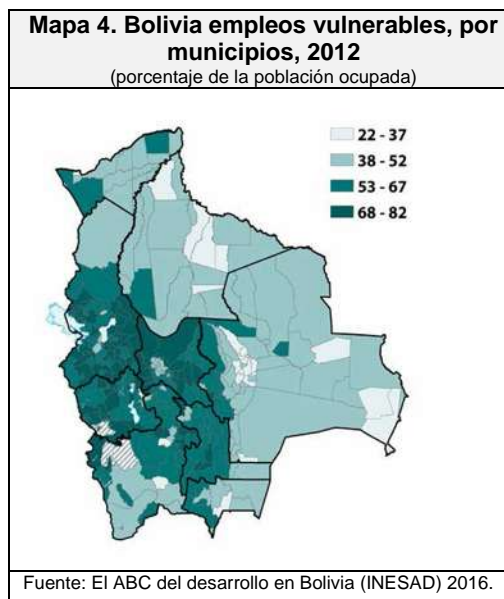 Mapa 4. Bolivia empleos vulnerables, por
municipios, 2012
(porcentaje de la población ocupada)
22 - 37
38 - 52
53 - 67
68 - 82
Fuente: El ABC del desarrollo en Bolivia (INESAD) 2016.